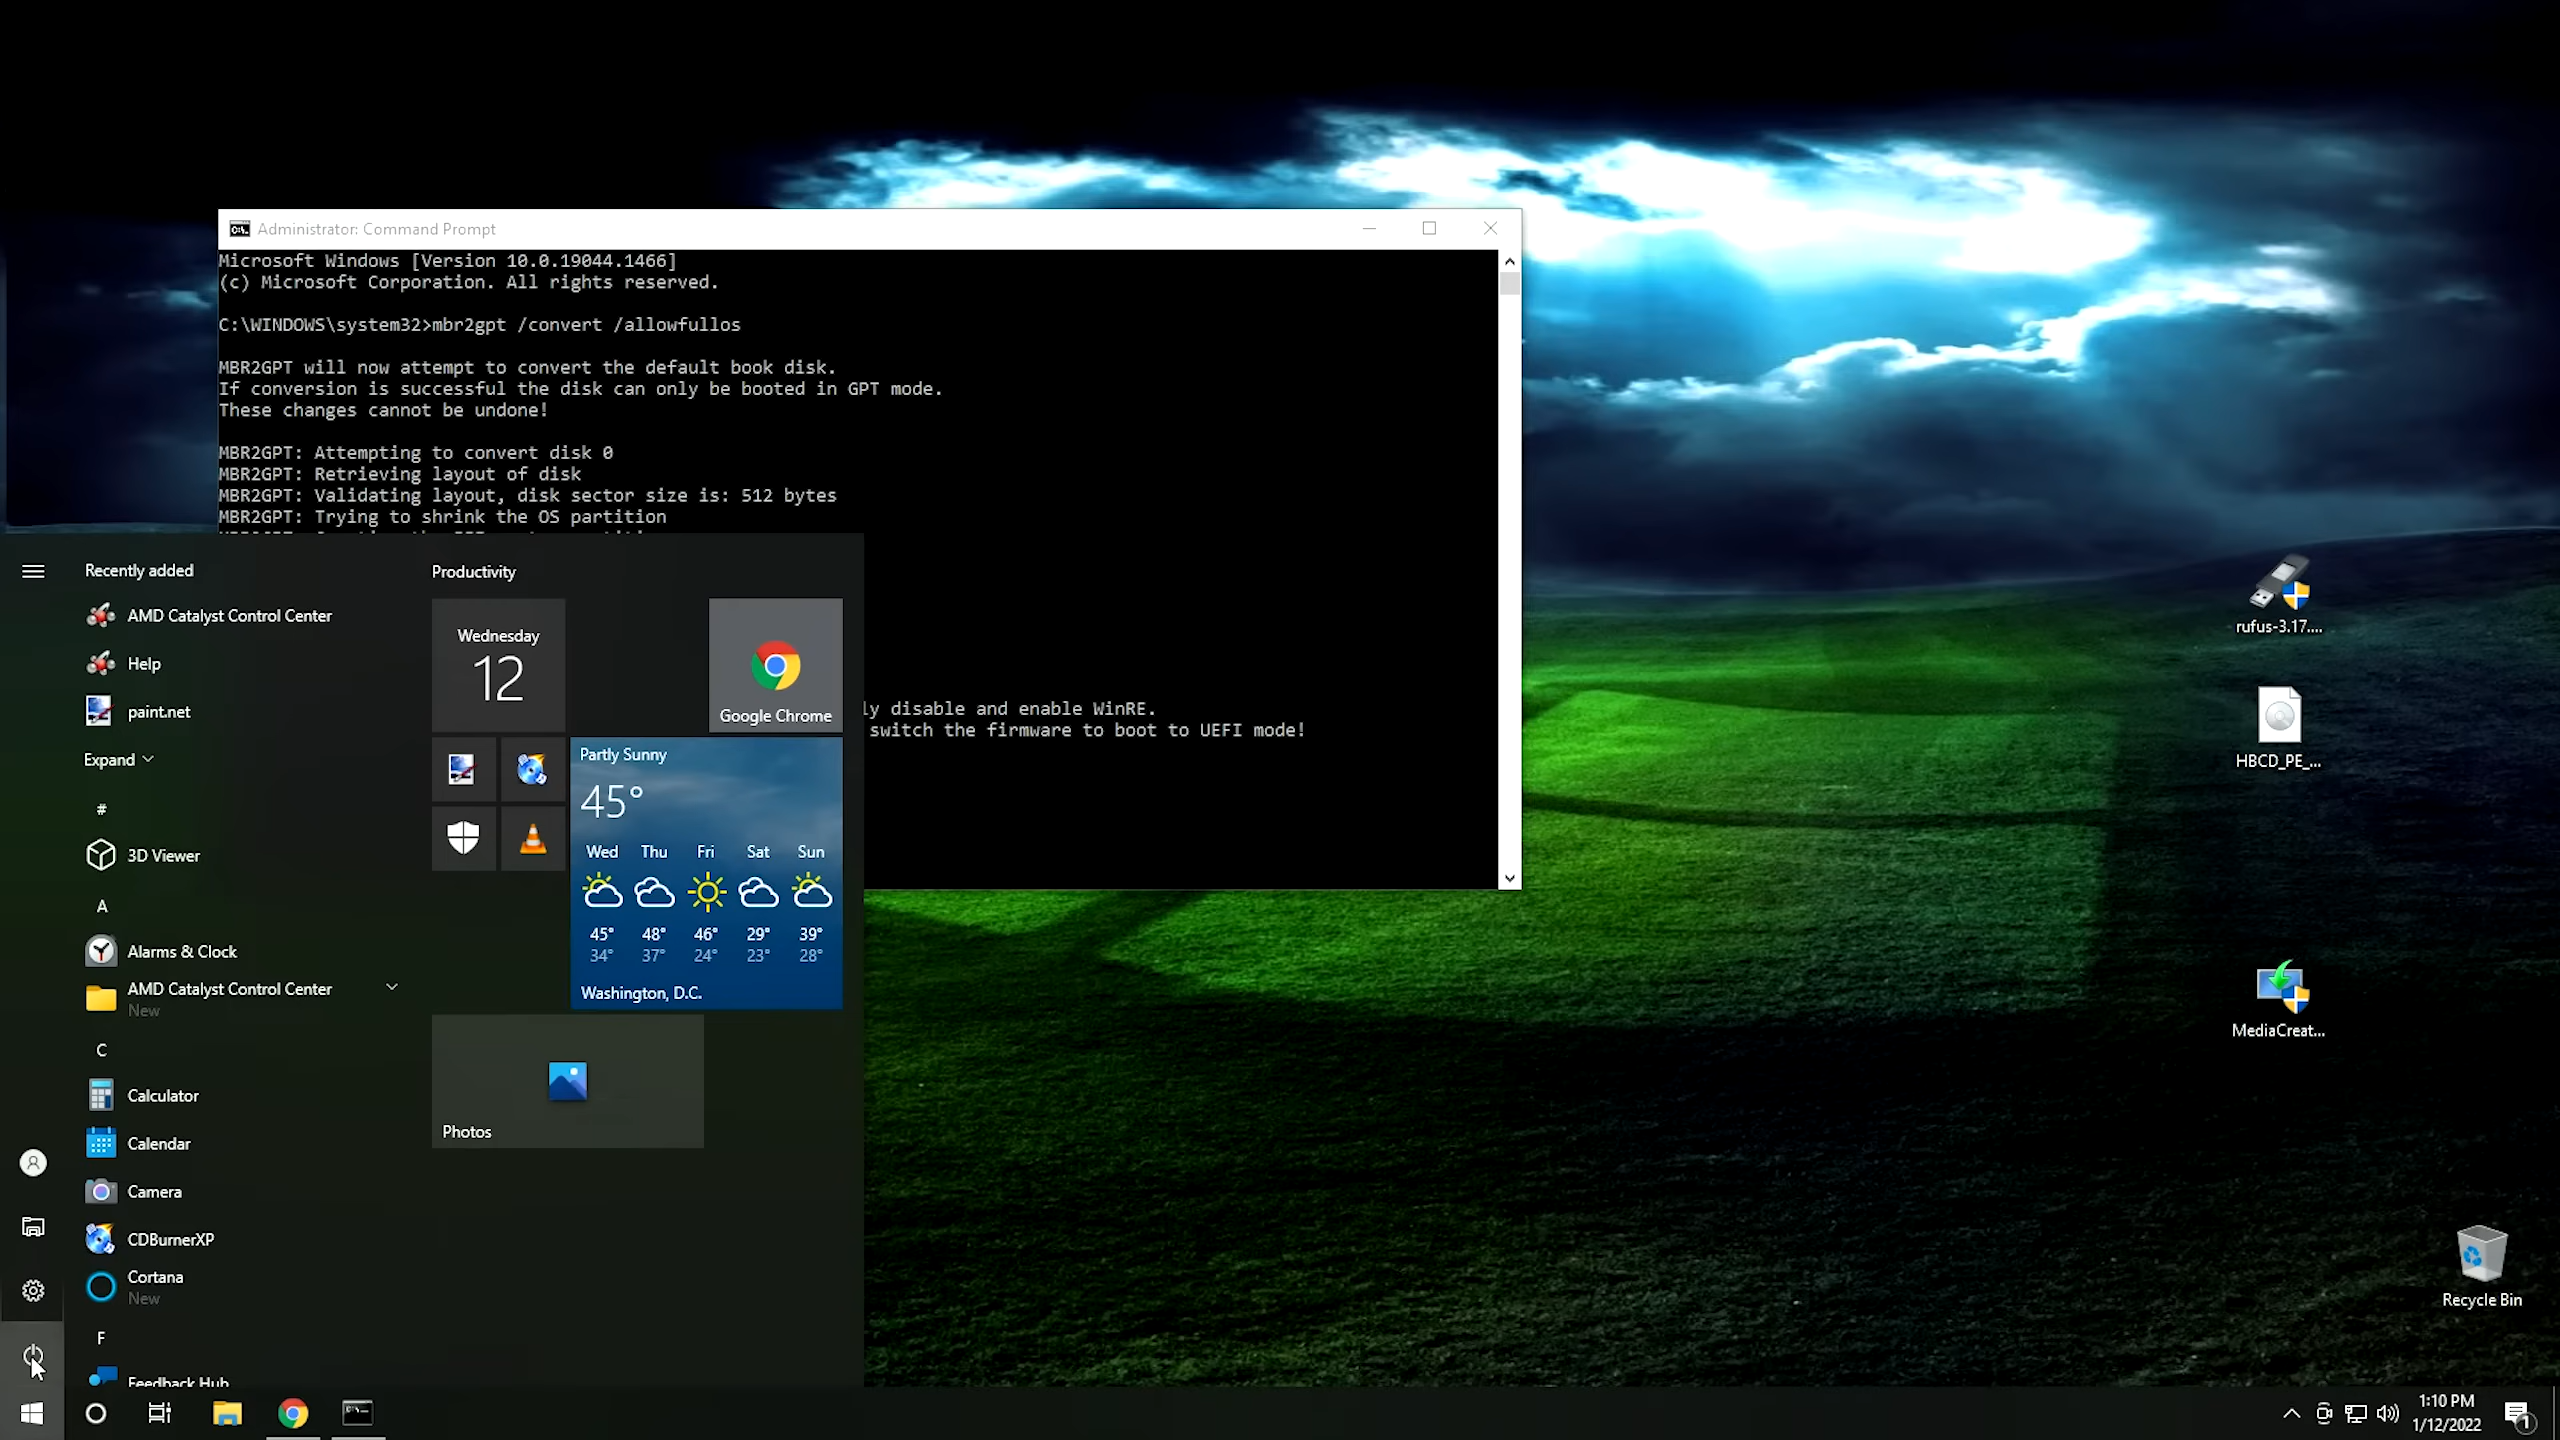 Administrator: Command Prompt
Microsoft Windows [Version 10.0.19044.1466]
(c) Microsoft Corporation. All rights reserved.
C:\WINDOWS\system32>mbr2gpt /convert /allowfullos
MBR2GPT will now attempt to convert the default book disk.
If conversion is successful the disk can only be booted in GPT mode.
These changes cannot be undone!
MBR2GPT: Attempting to convert disk 0
MBR2GPT: Retrieving layout of disk
MBR2GPT: Validating layout, disk sector size is: 512 bytes
MBR2GPT: Trying to shrink the OS partition
ly disable and enable WinRE.
switch the firmware to boot to UEFI mode!
Recently added
AMD Catalyst Control Center
Help
paint.net
Expand
#
3D Viewer
A
Alarms & Clock
AMD Catalyst Control Center
New
C
Calculator
Calendar
Camera
CDBurnerXP
Cortana
New
F
Feedback Hub
Productivity
Wednesday
12
Google Chrome
Partly Sunny
45°
Wed Thu Fri Sat Sun
45° 48° 46° 29° 39°
34° 37° 24° 23° 28°
Washington, D.C.
Photos
rufus-3.17....
HBCD_PE_...
MediaCreat...
Recycle Bin
1:10 PM
1/12/2022
1